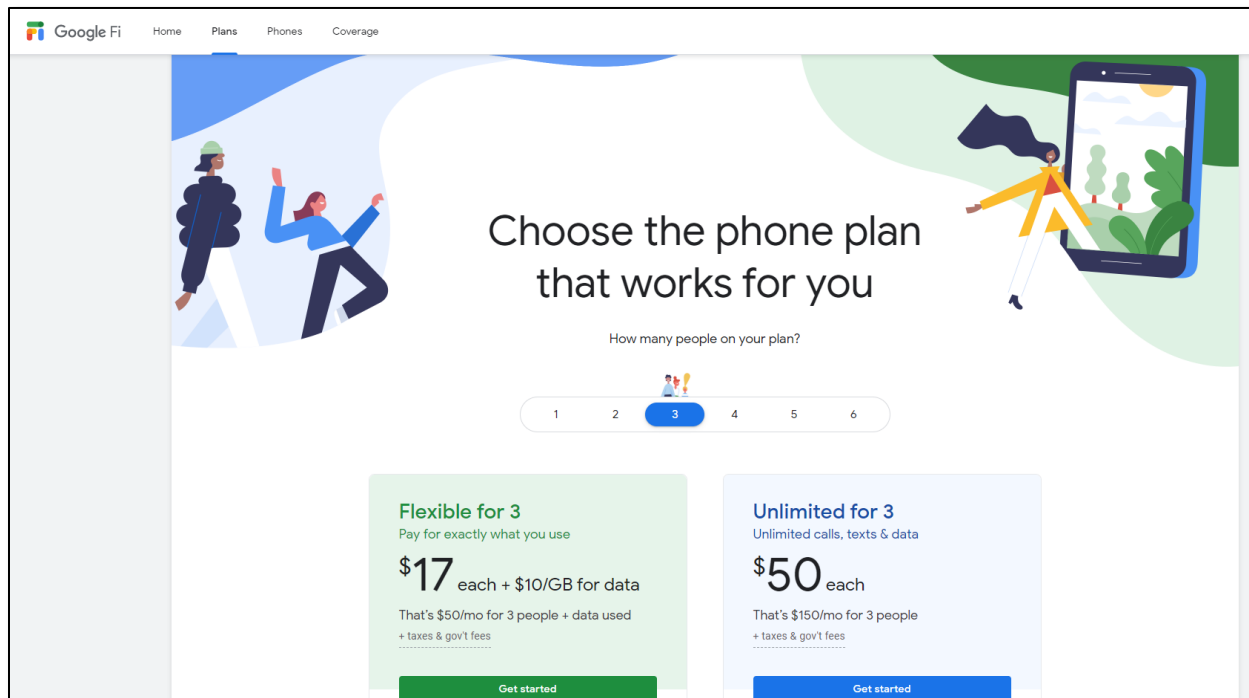 Google Fi Home Plans Phones Coverage
Choose the phone plan
that works for you
How many people on your plan?
1 2 3 4 5 6
Flexible for 3
Pay for exactly what you use
$17 each + $10/GB for data
That's $50/mo for 3 people + data used
+ taxes & gov't fees
Get started
Unlimited for 3
Unlimited calls, texts & data
$50 each
That's $150/mo for 3 people
+ taxes & gov't fees
Get started